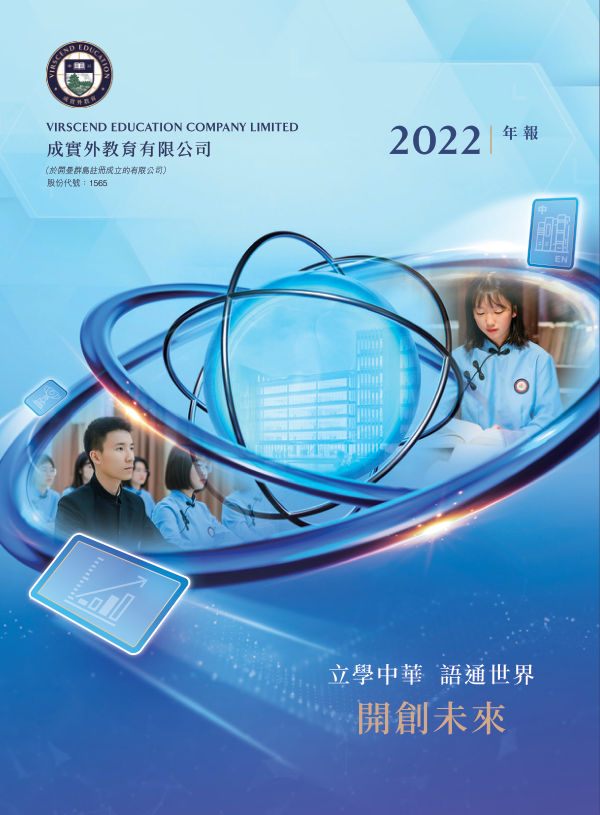 VIRSCEND EDUCATION
成實外教育
VIRSCEND EDUCATION COMPANY LIMITED
成實外教育有限公司
（於開曼群島註冊成立的有限公司）
股份代號：1565
2022 年報
中
EN
立學中華 語通世界
開創未來